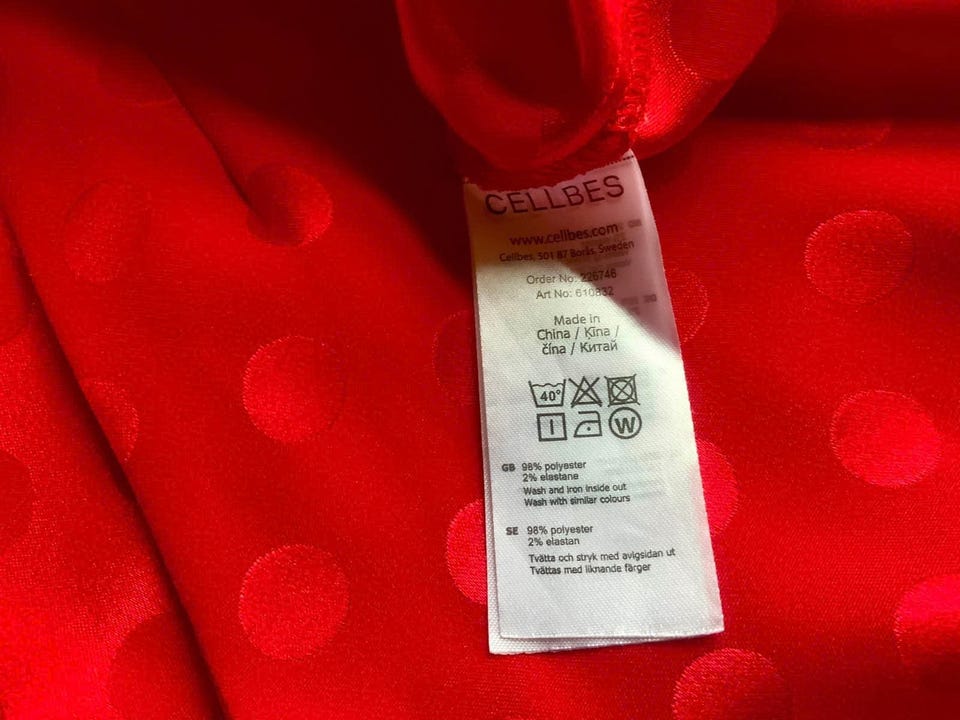 CELLBES
www.cellbes.com
Cellbes, 501 87 Borås, Sweden
Order No: 226746
Art No: 610832
Made in
China / Ķīna /
čína / Китай
40°
W
GB 98% polyester
2% elastane
Wash and iron inside out
Wash with similar colours
SE 98% polyester
2% elastan
Tvätta och stryk med avigsidan ut
Tvättas med liknande färger